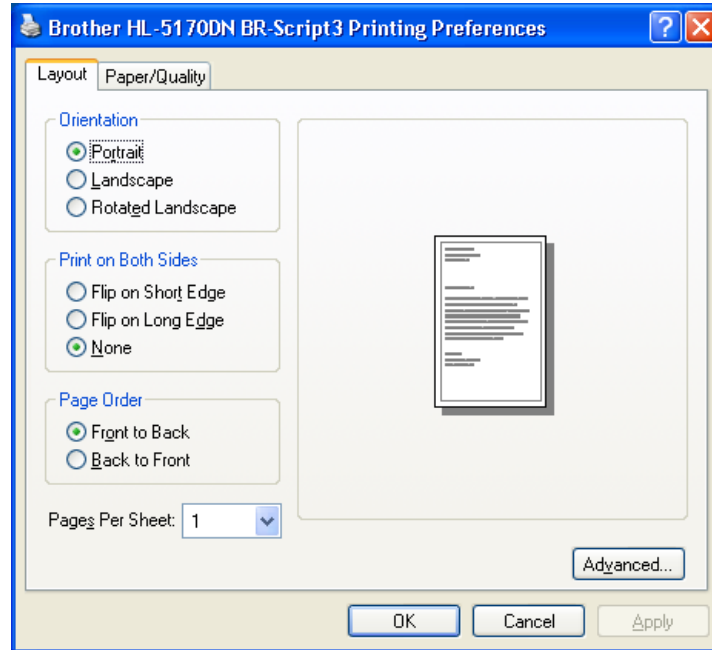 Brother HL-5170DN BR-Script3 Printing Preferences
Layout Paper/Quality
Orientation
Portrait
Landscape
Rotated Landscape
Print on Both Sides
Flip on Short Edge
Flip on Long Edge
None
Page Order
Front to Back
Back to Front
Pages Per Sheet: 1
Advanced...
OK Cancel Apply